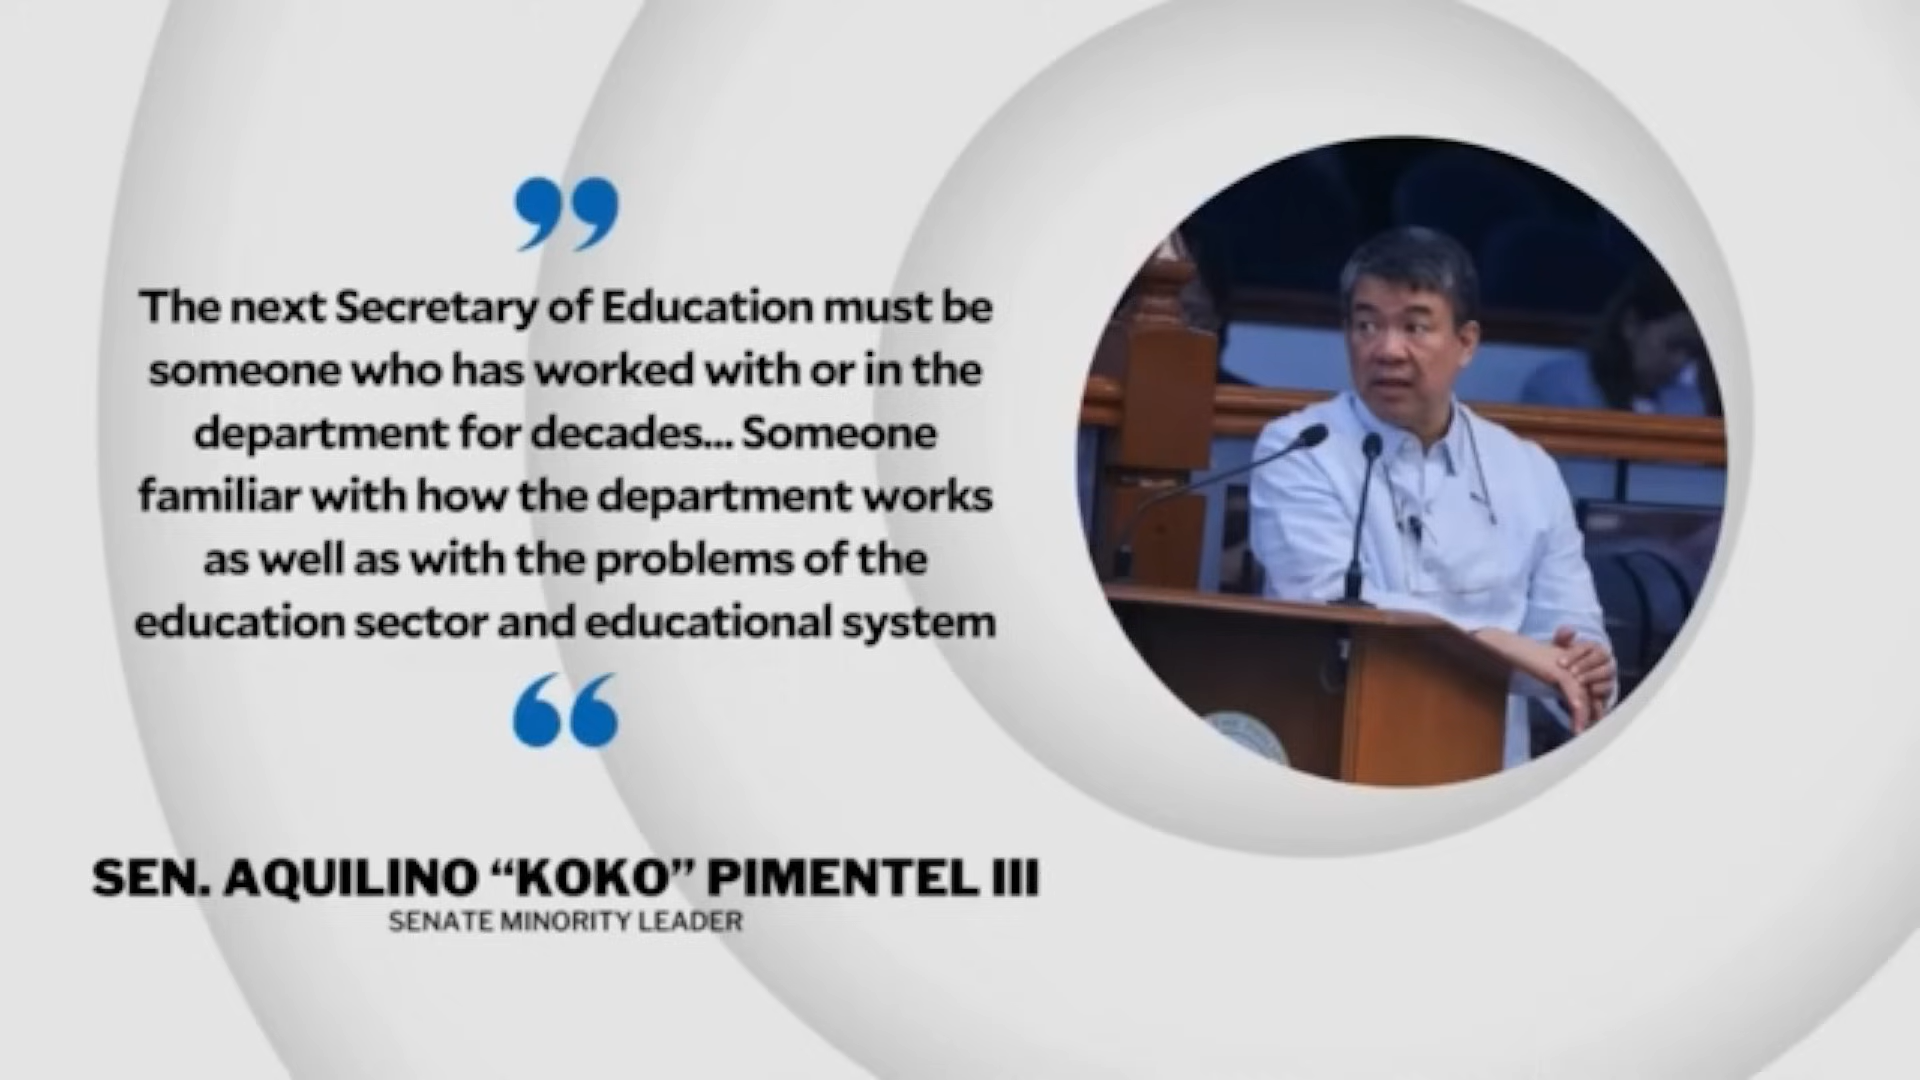 ”
The next Secretary of Education must be
someone who has worked with or in the
department for decades... Someone
familiar with how the department works
as well as with the problems of the
education sector and educational system
“
SEN. AQUILINO “KOKO” PIMENTEL III
SENATE MINORITY LEADER